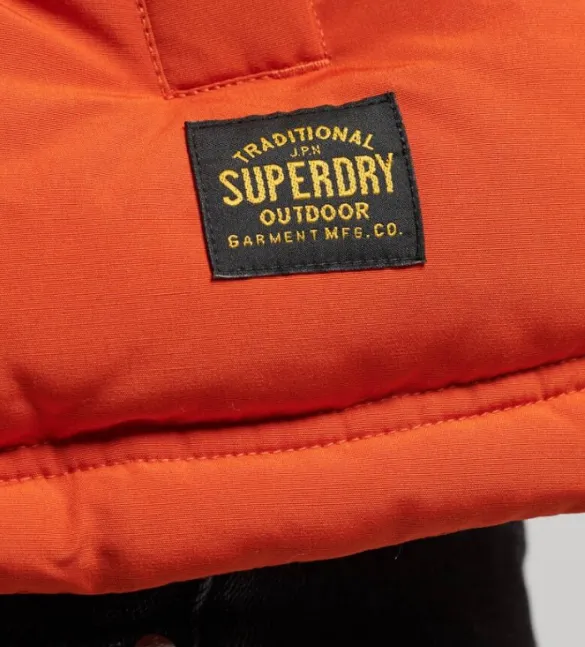 TRADITIONAL
J.P.N
SUPERDRY
OUTDOOR
GARMENT MFG.CO.